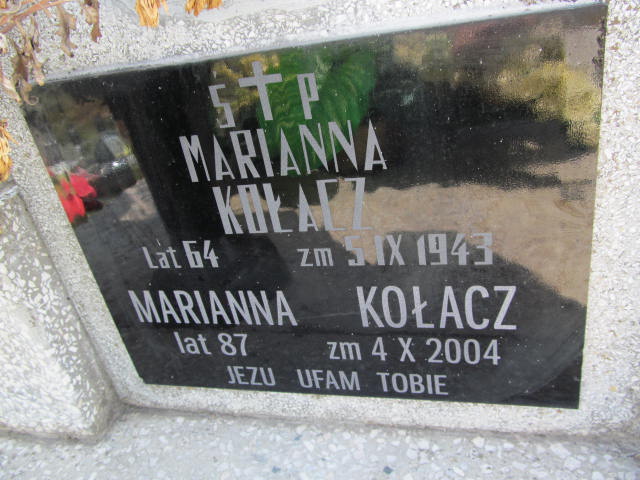 Ś † P
MARIANNA
KOŁACZ
Lat 64 zm 5 IX 1943
MARIANNA KOŁACZ
lat 87 zm 4 X 2004
JEZU UFAM TOBIE